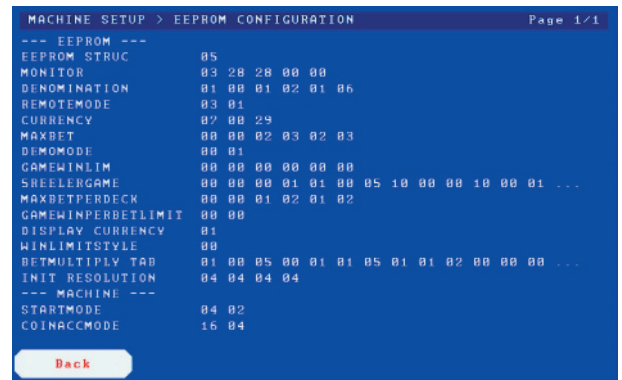 MACHINE SETUP > EEPROM CONFIGURATION Page 1/1
--- EEPROM ---
EEPROM STRUC 05
MONITOR 03 28 28 00 00
DENOMINATION 01 00 01 02 01 06
REMOTEMODE 03 01
CURRENCY 07 00 29
MAXBET 00 00 02 03 02 03
DEMOMODE 00 01
GAMEWINLIM 00 00 00 00 00 00
SREELERGAME 00 00 00 01 01 00 05 10 00 00 10 00 01 ...
MAXBETPERDECK 00 00 01 02 01 02
GAMEWINPERBETLIMIT 00 00
DISPLAY CURRENCY 01
WINLIMITSTYLE 00
BETMULTIPLY TAB 01 00 05 00 01 01 05 01 01 02 00 00 00 ...
INIT RESOLUTION 04 04 04 04
--- MACHINE ---
STARTMODE 04 02
COINACCMODE 16 04
Back